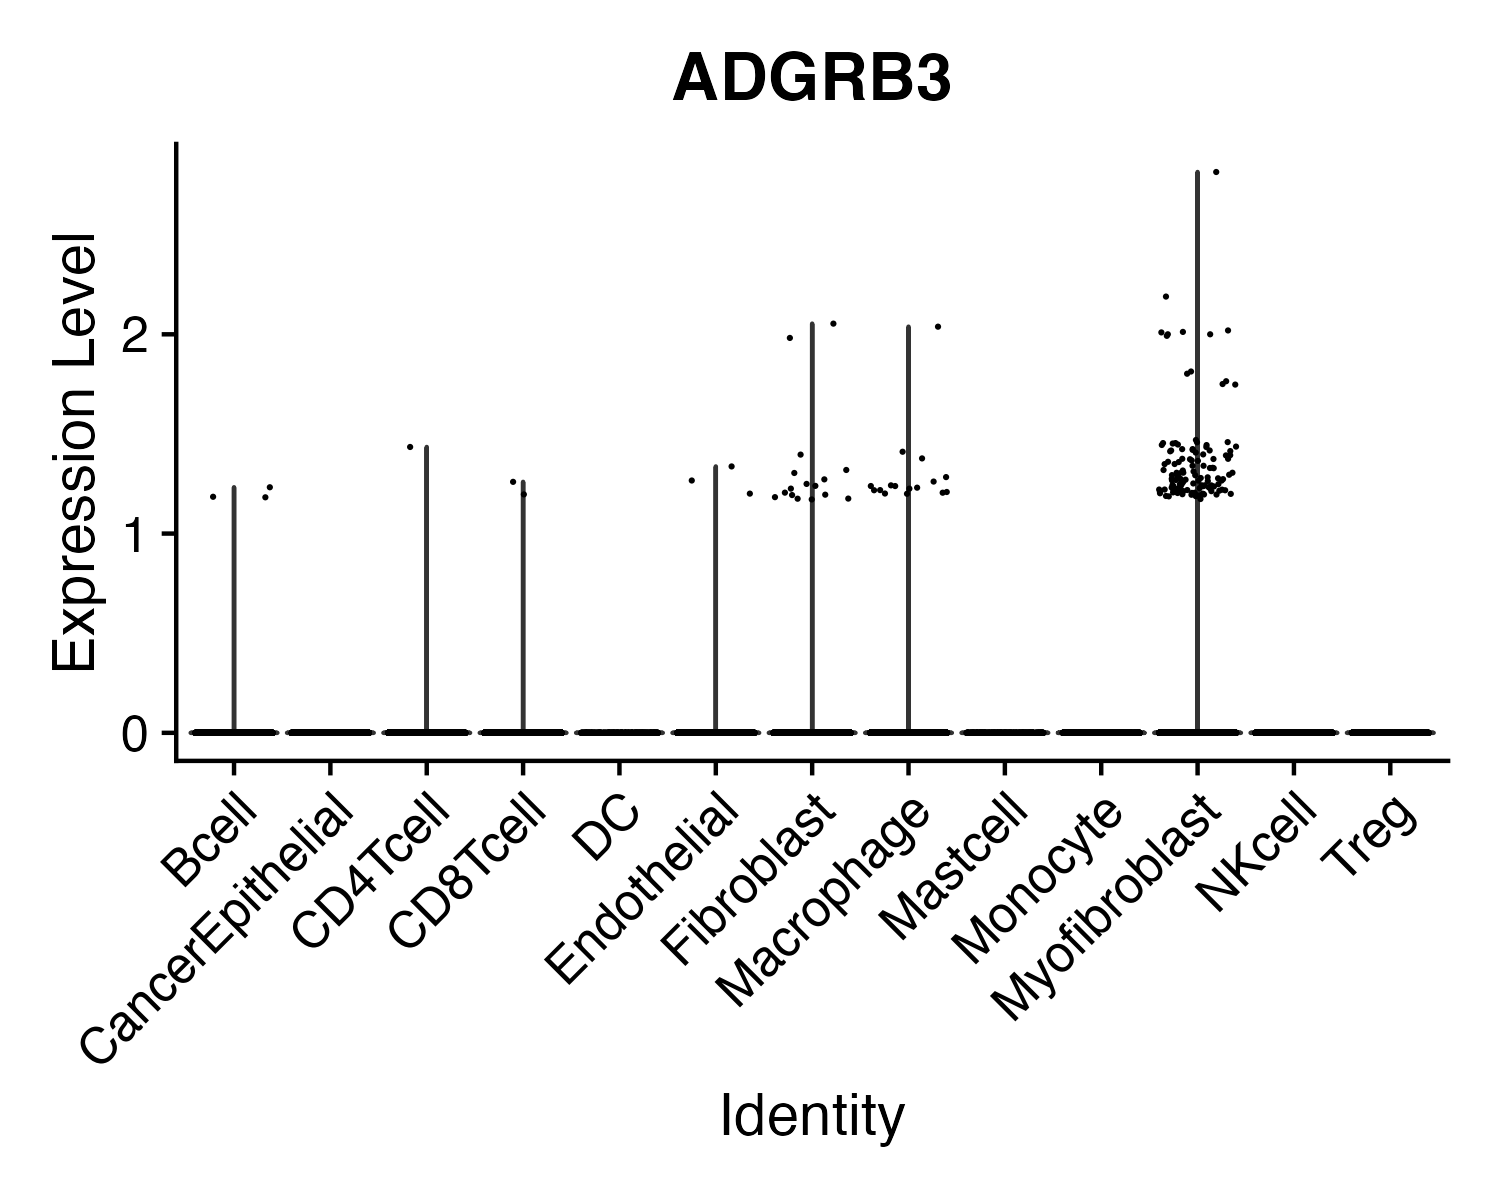 ADGRB3
Expression Level
2
1
0
Bcell
CancerEpithelial
CD4Tcell
CD8Tcell
DC
Endothelial
Fibroblast
Macrophage
Mastcell
Monocyte
Myofibroblast
NKcell
Treg
Identity